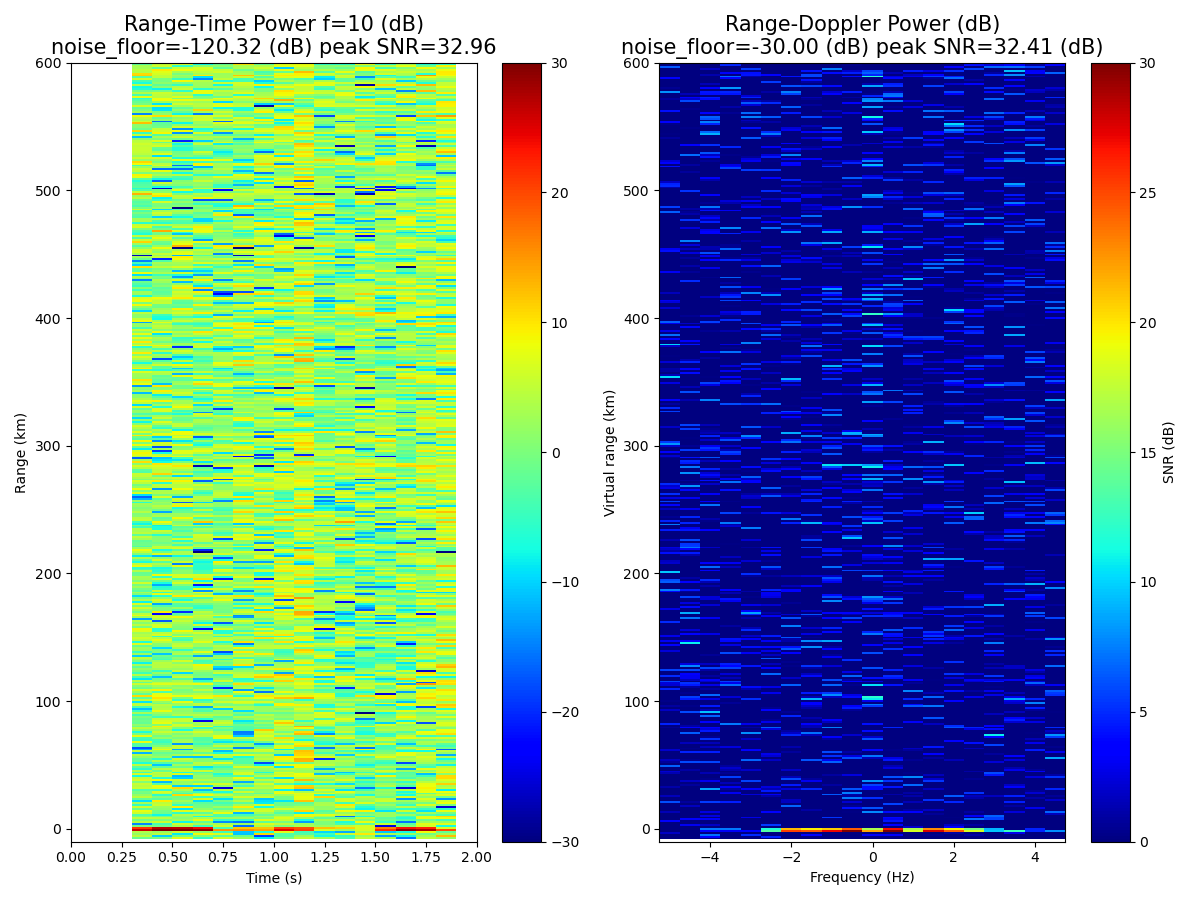 Range-Time Power f=10 (dB)
noise_floor=-120.32 (dB) peak SNR=32.96
Range-Doppler Power (dB)
noise_floor=-30.00 (dB) peak SNR=32.41 (dB)
600
500
400
300
200
100
0
Range (km)
0.00 0.25 0.50 0.75 1.00 1.25 1.50 1.75 2.00
Time (s)
30
20
10
0
−10
−20
−30
600
500
400
300
200
100
0
Virtual range (km)
−4 −2 0 2 4
Frequency (Hz)
30
25
20
15
10
5
0
SNR (dB)